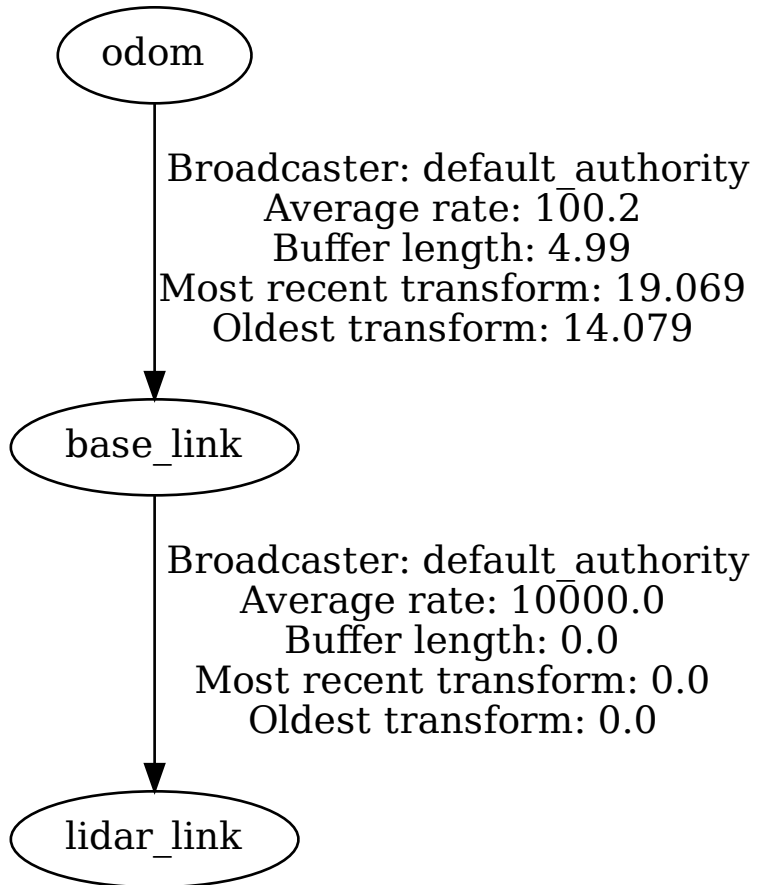 odom
Broadcaster: default_authority
Average rate: 100.2
Buffer length: 4.99
Most recent transform: 19.069
Oldest transform: 14.079
base_link
Broadcaster: default_authority
Average rate: 10000.0
Buffer length: 0.0
Most recent transform: 0.0
Oldest transform: 0.0
lidar_link